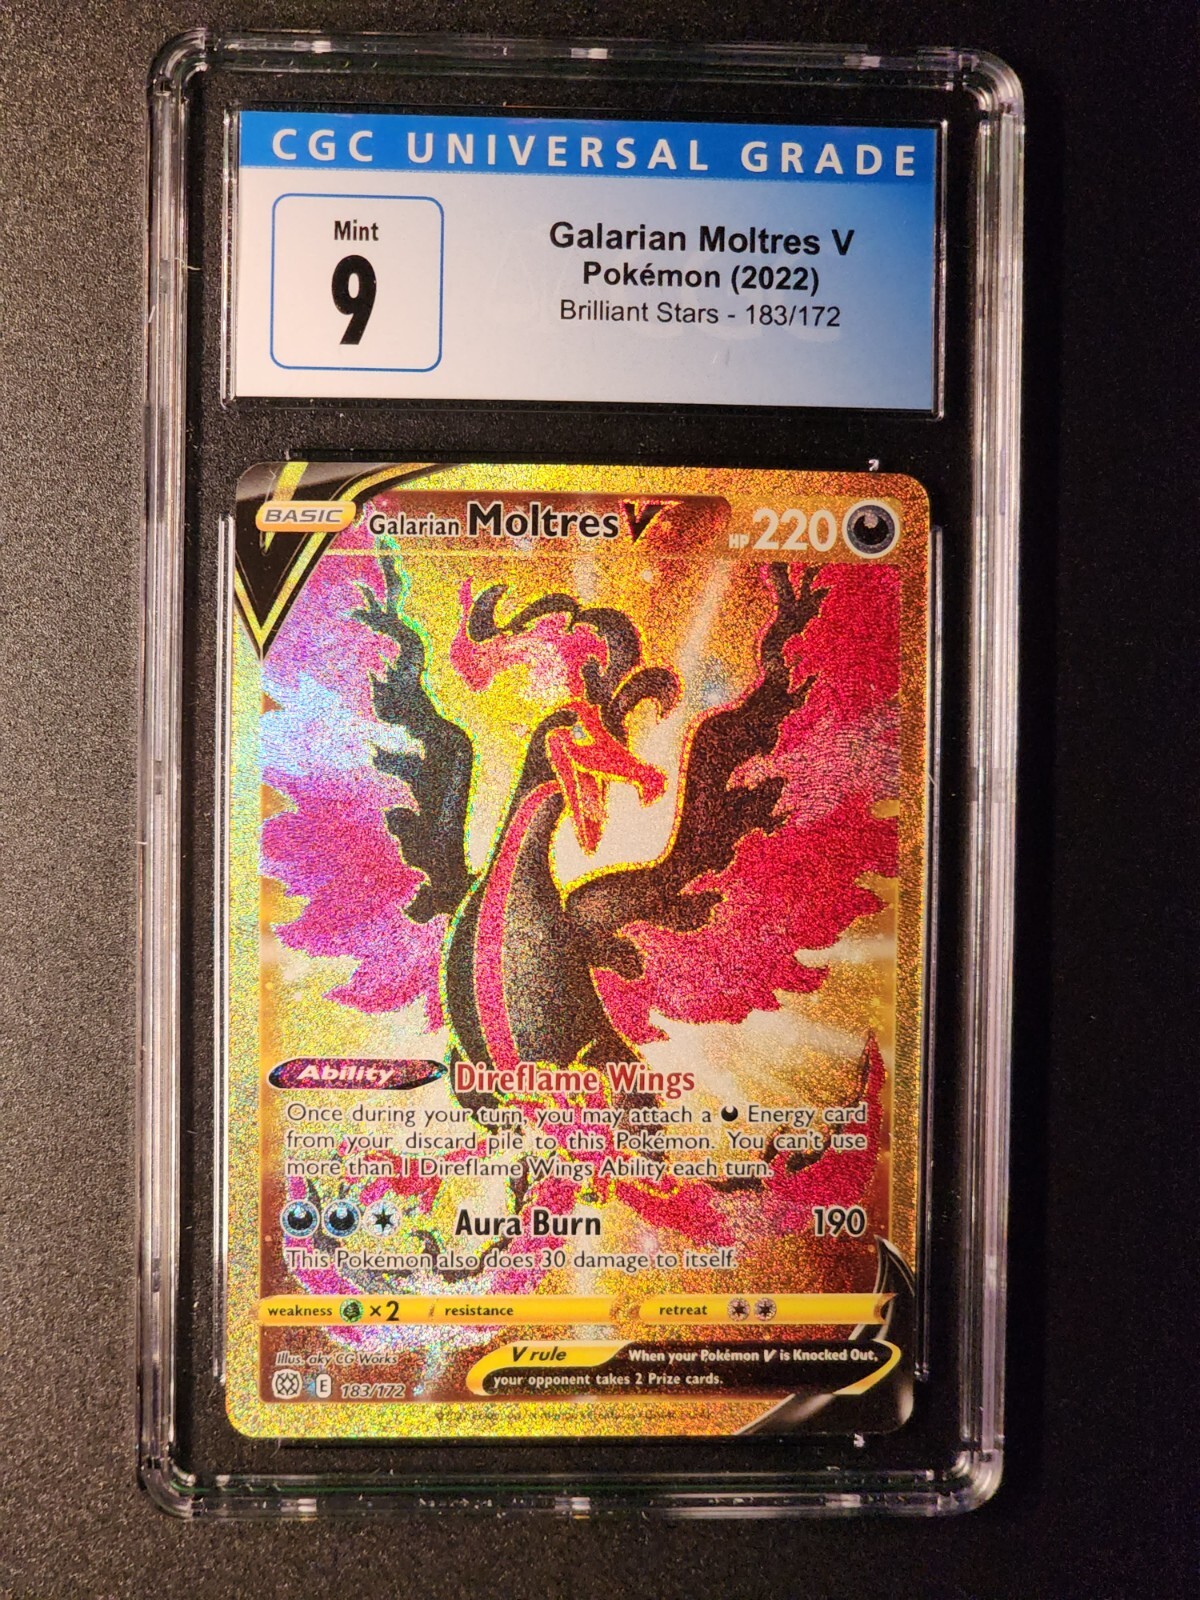 CGC UNIVERSAL GRADE
Mint
9
Galarian Moltres V
Pokémon (2022)
Brilliant Stars - 183/172
BASIC
Galarian Moltres V
HP 220
Ability Direflame Wings
Once during your turn, you may attach a Energy card
from your discard pile to this Pokémon. You can't use
more than 1 Direflame Wings Ability each turn.
Aura Burn 190
This Pokémon also does 30 damage to itself.
weakness ×2 resistance retreat
Illus. aky CG Works
V rule When your Pokémon V is Knocked Out,
your opponent takes 2 Prize cards.
E 183/172